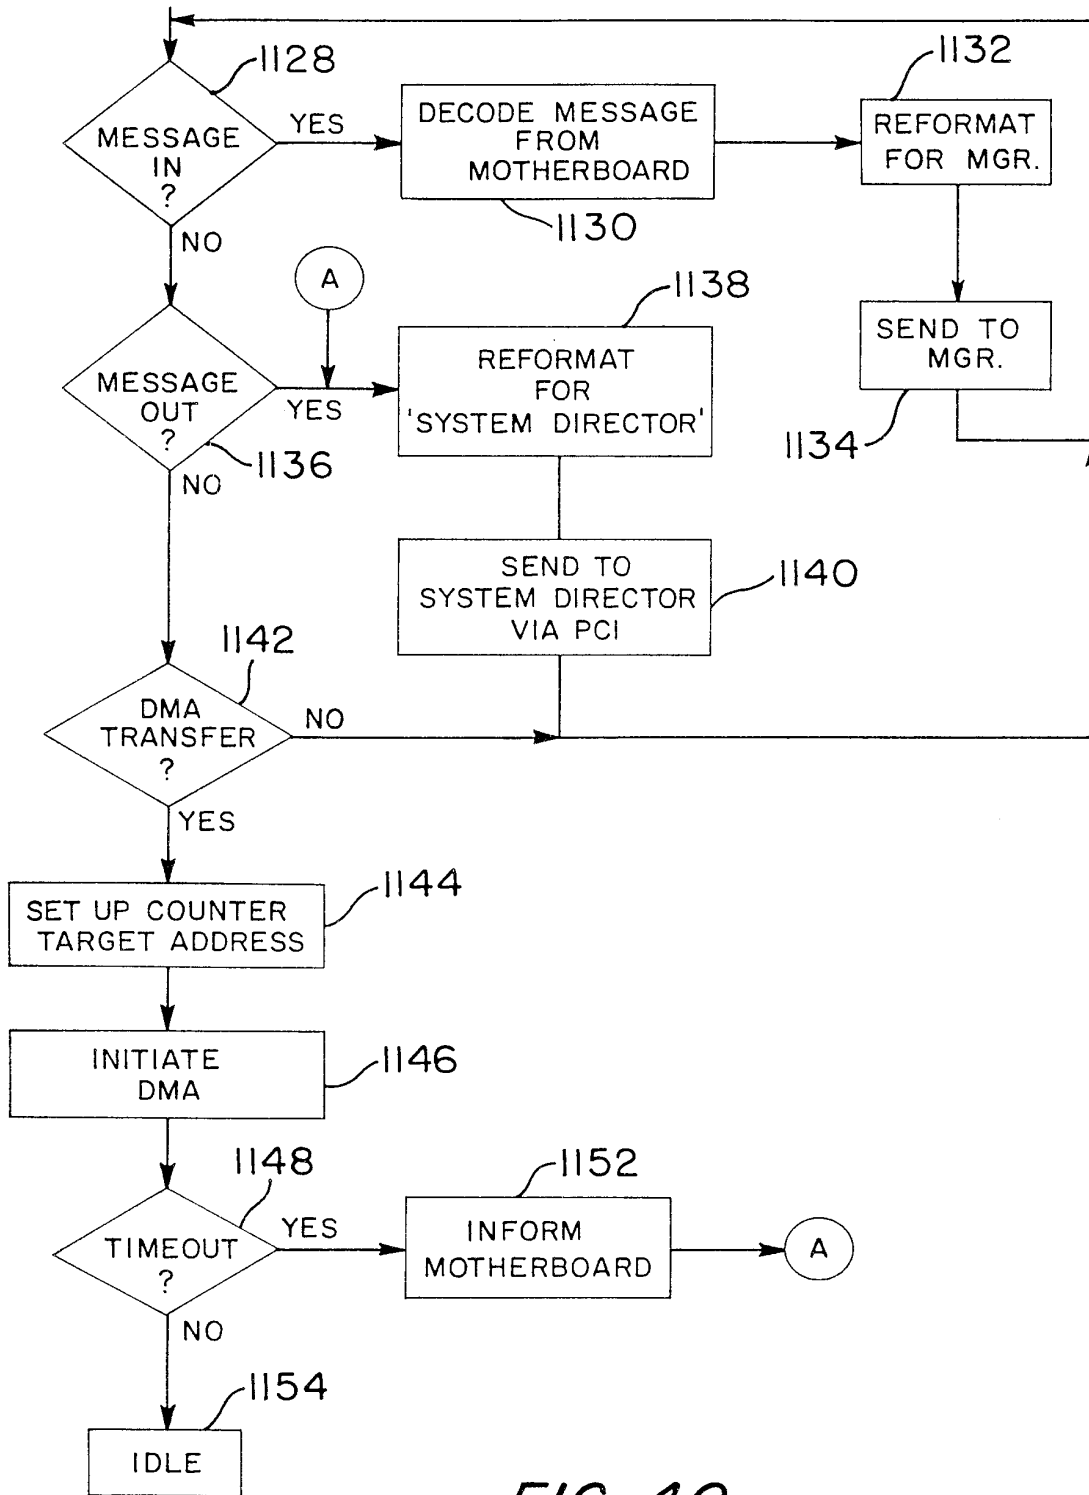 1128
MESSAGE
IN
?
YES
NO
DECODE MESSAGE
FROM
MOTHERBOARD
1130
1132
REFORMAT
FOR MGR.
SEND TO
MGR.
1134
A
MESSAGE
OUT
?
YES
1136
NO
1138
REFORMAT
FOR
'SYSTEM DIRECTOR'
SEND TO
SYSTEM DIRECTOR
VIA PCI
1140
1142
DMA
TRANSFER
?
NO
YES
1144
SET UP COUNTER
TARGET ADDRESS
INITIATE
DMA
1146
1148
TIMEOUT
?
YES
NO
1152
INFORM
MOTHERBOARD
A
1154
IDLE